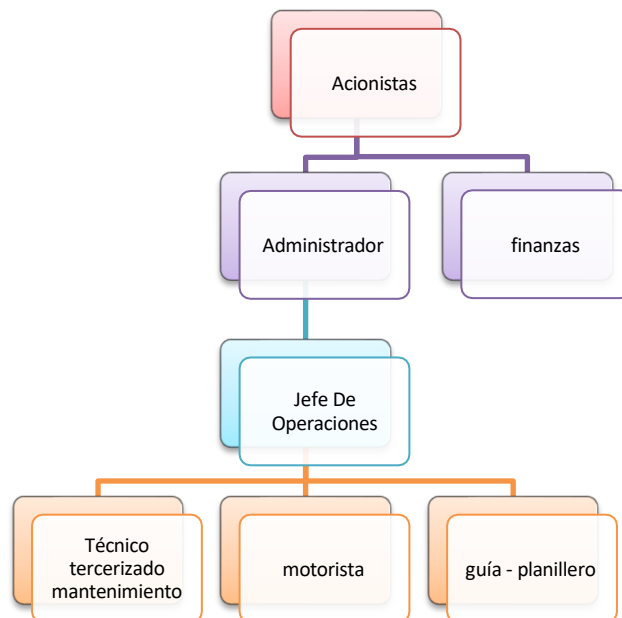 Acionistas
Administrador
finanzas
Jefe De
Operaciones
Técnico
tercerizado
mantenimiento
motorista
guía - planillero